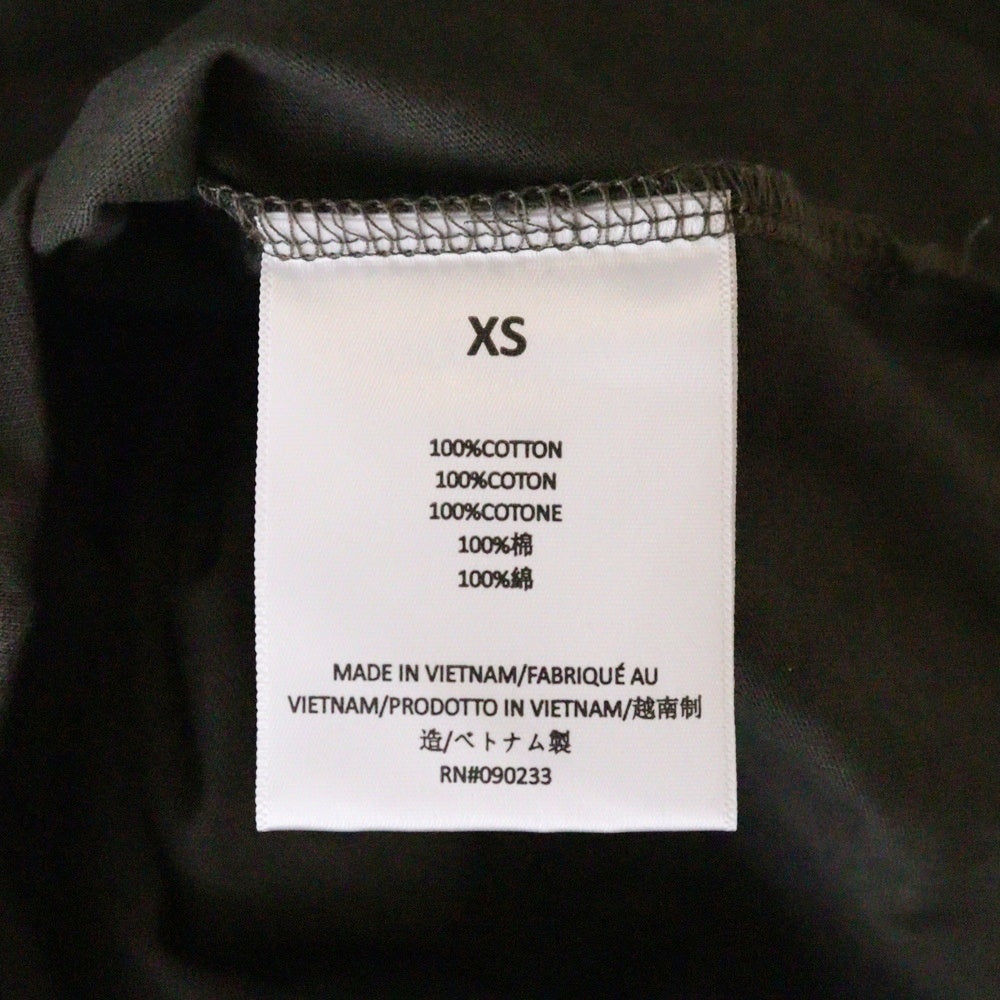 XS
100%COTTON
100%COTON
100%COTONE
100%棉
100%綿
MADE IN VIETNAM/FABRIQUÉ AU
VIETNAM/PRODOTTO IN VIETNAM/越南制
造/ベトナム製
RN#090233